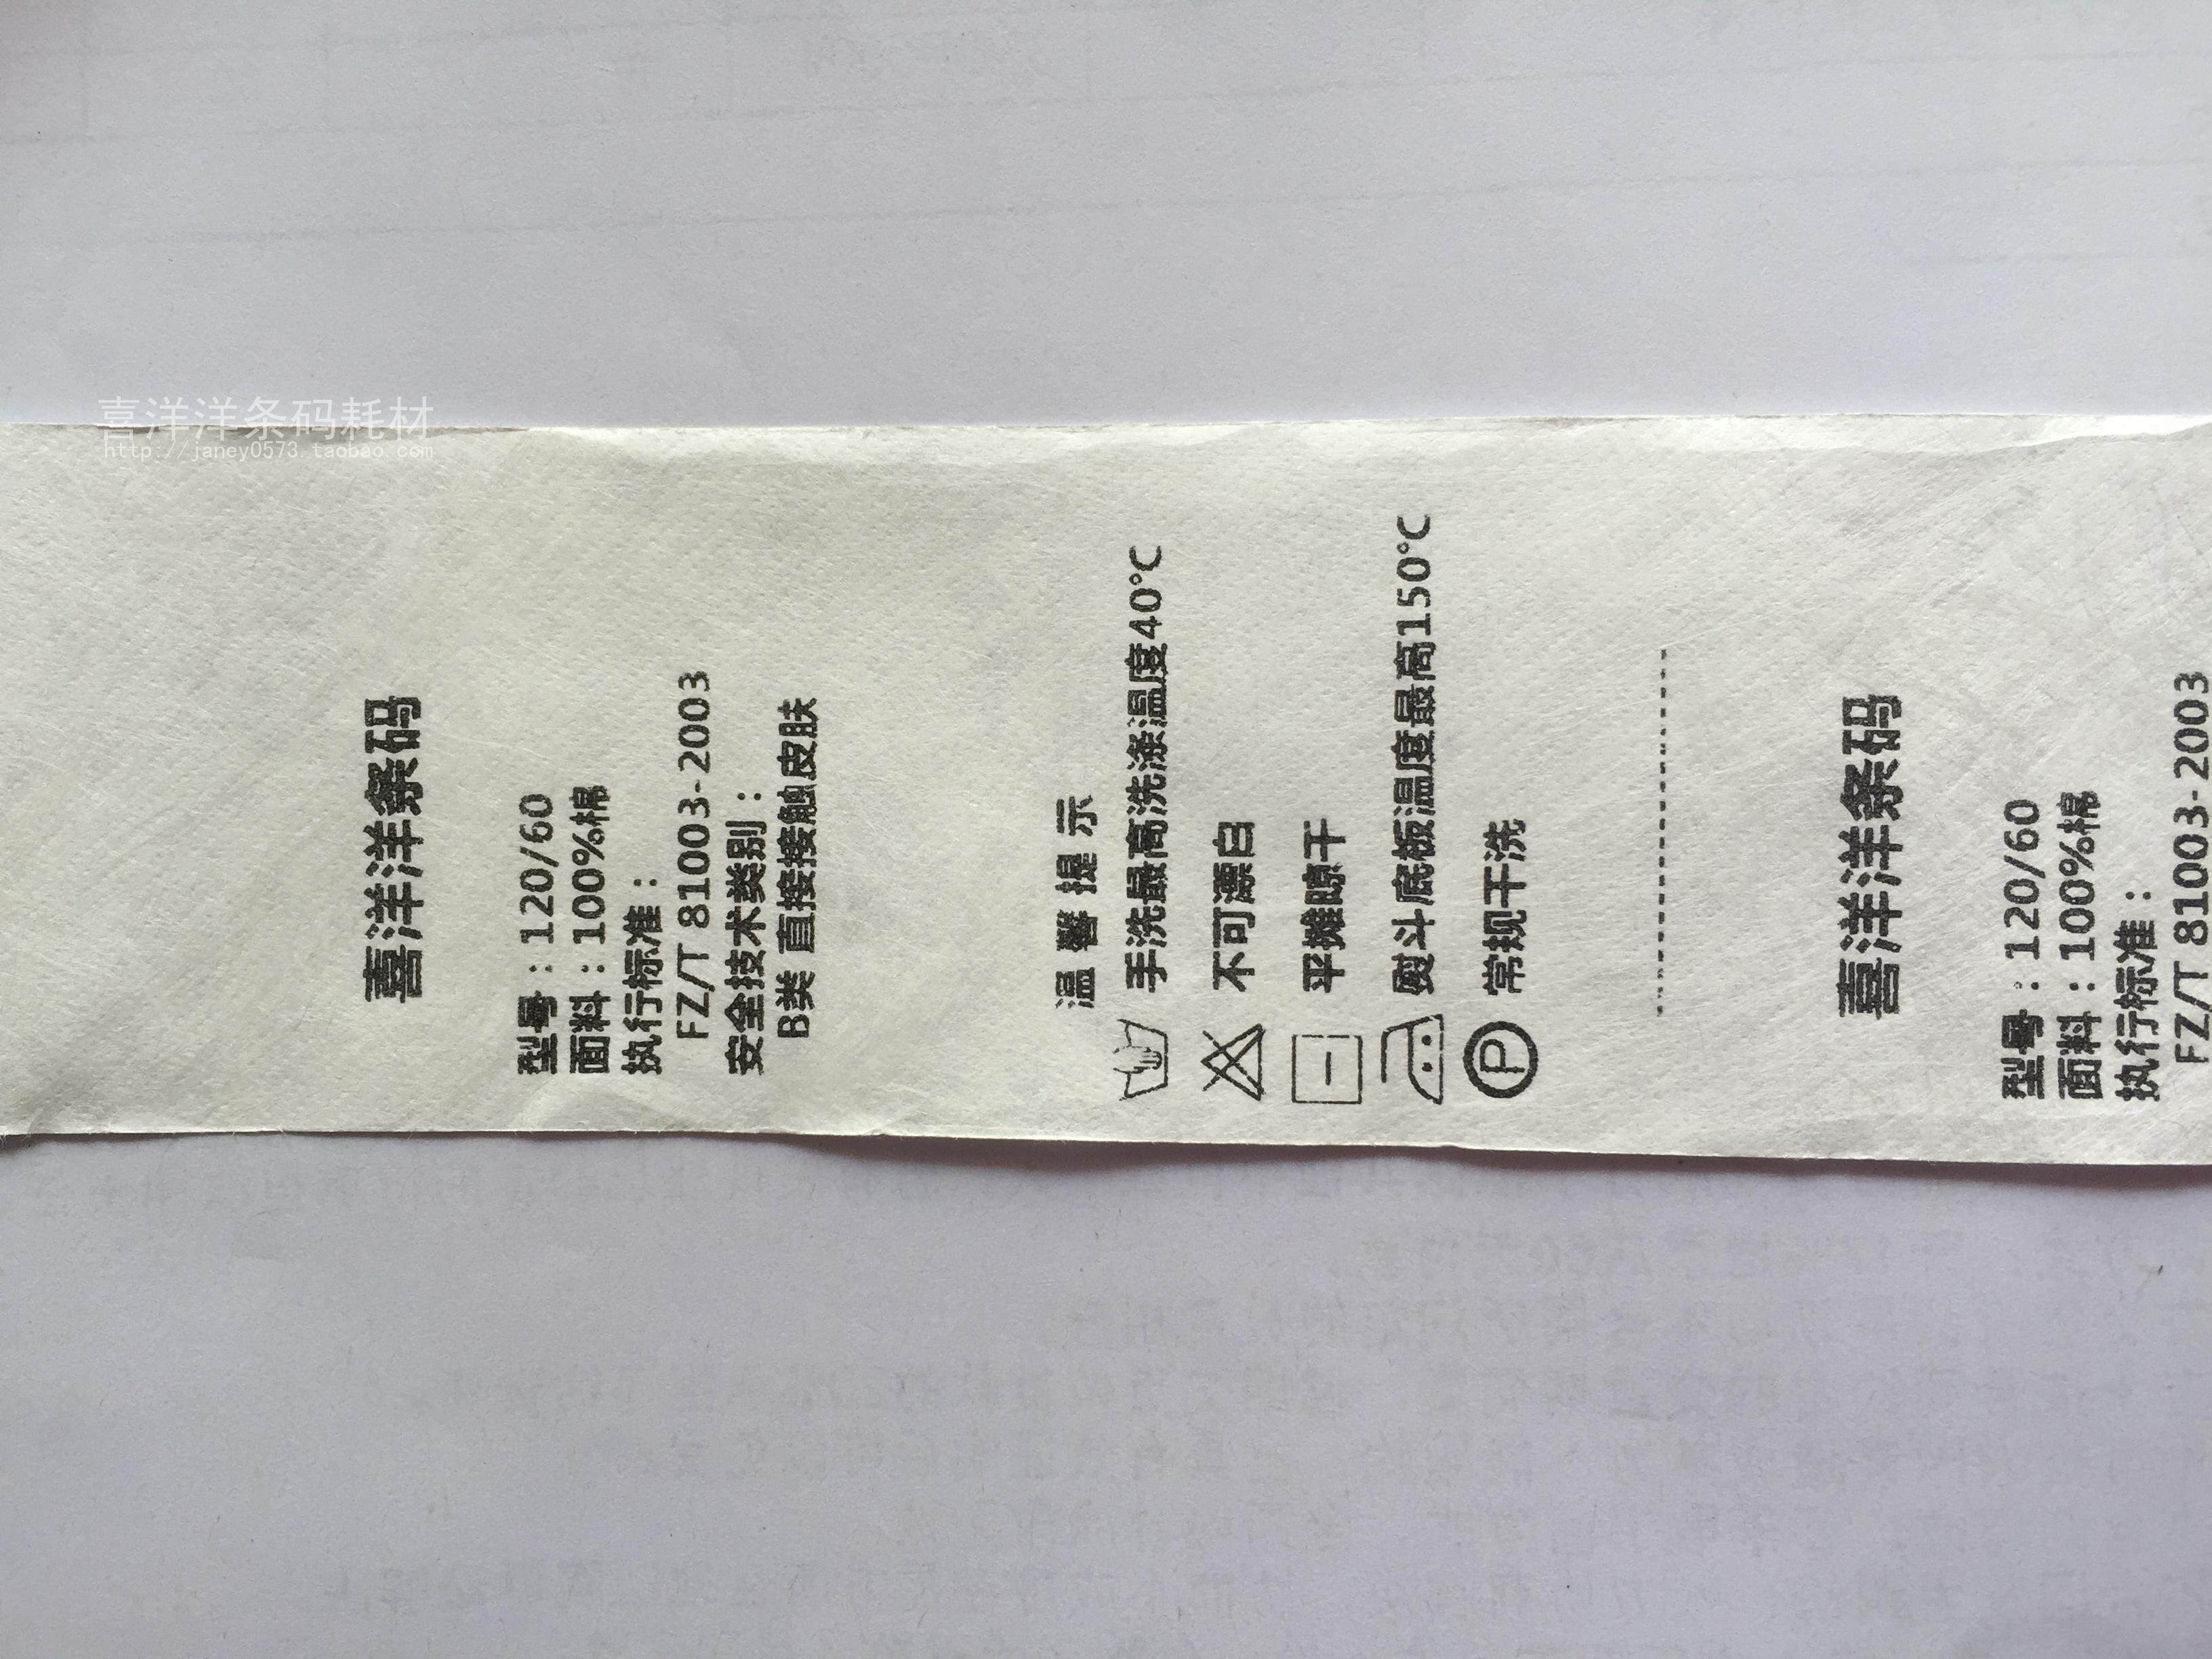 喜洋洋条码耗材
http://janey0573.taobao.com
喜洋洋条码
型号：120/60
面料：100%棉
执行标准：
FZ/T 81003-2003
安全技术类别：
B类 直接接触皮肤
温 馨 提 示
手洗最高洗涤温度40℃
不可漂白
平摊晾干
熨斗底板温度最高150℃
P 常规干洗
喜洋洋条码
型号：120/60
面料：100%棉
执行标准：
FZ/T 81003-2003